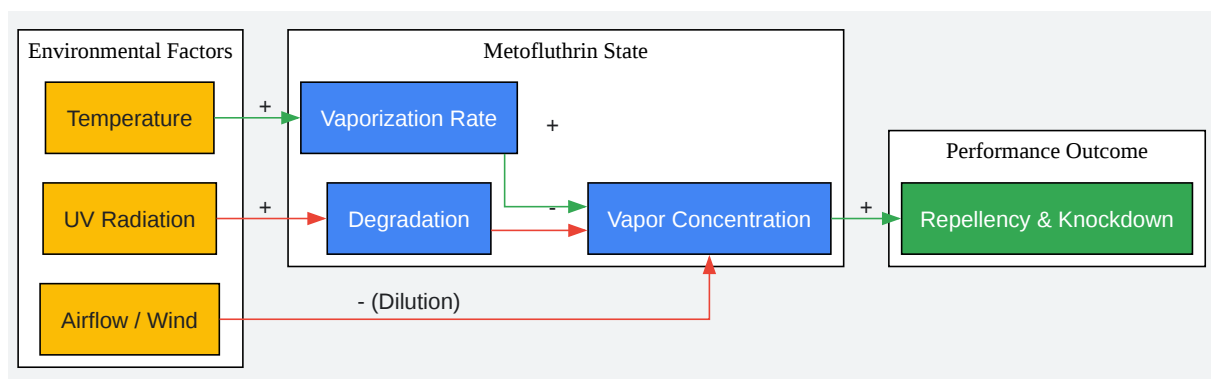 Environmental Factors
Metofluthrin State
Temperature
+
Vaporization Rate
+
Performance Outcome
UV Radiation
+
Degradation
-
Vapor Concentration
+
Repellency & Knockdown
- (Dilution)
Airflow / Wind